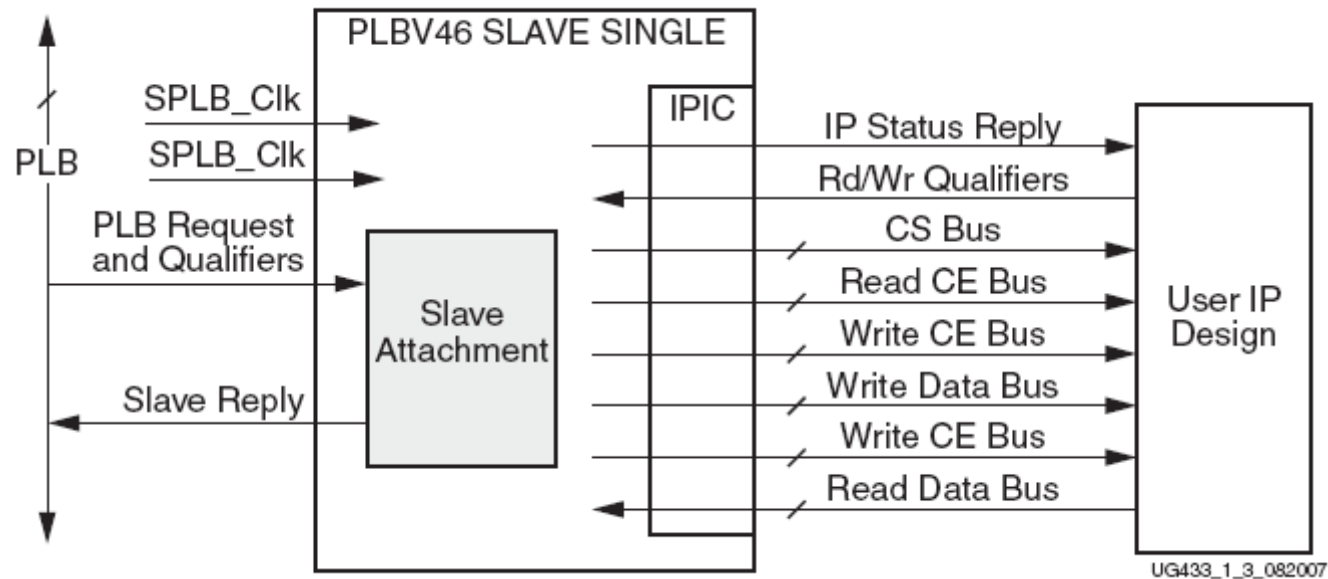 PLBV46 SLAVE SINGLE
SPLB_Clk
SPLB_Clk
PLB
PLB Request
and Qualifiers
Slave
Attachment
Slave Reply
IPIC
IP Status Reply
Rd/Wr Qualifiers
CS Bus
Read CE Bus
Write CE Bus
Write Data Bus
Write CE Bus
Read Data Bus
User IP
Design
UG433_1_3_082007